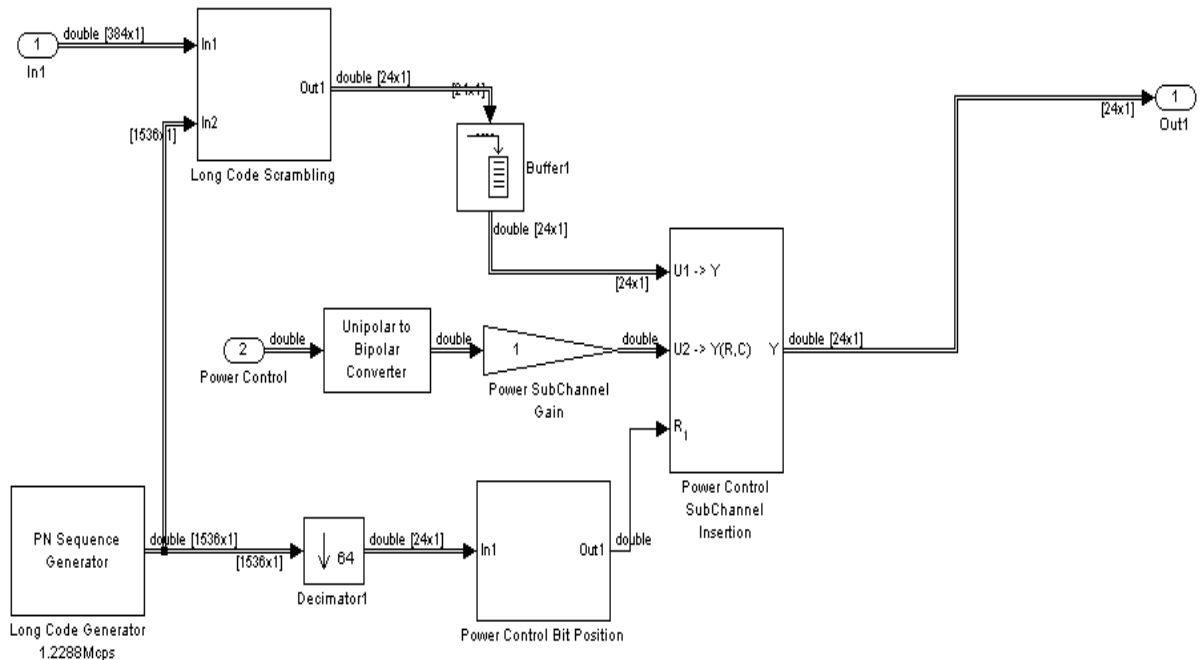 1
In1
double [384x1]
In1
In2
Out1
[1536x1]
Long Code Scrambling
double [24x1]
[24x1]
Buffer1
double [24x1]
[24x1]
U1 -> Y
U2 -> Y(R,C)
Y
R1
Power Control
SubChannel
Insertion
double [24x1]
[24x1]
1
Out1
2
Power Control
double
Unipolar to
Bipolar
Converter
double
1
Power SubChannel
Gain
double
PN Sequence
Generator
Long Code Generator
1.2288Mcps
double [1536x1]
[1536x1]
64
Decimator1
double [24x1]
In1
Out1
Power Control Bit Position
double